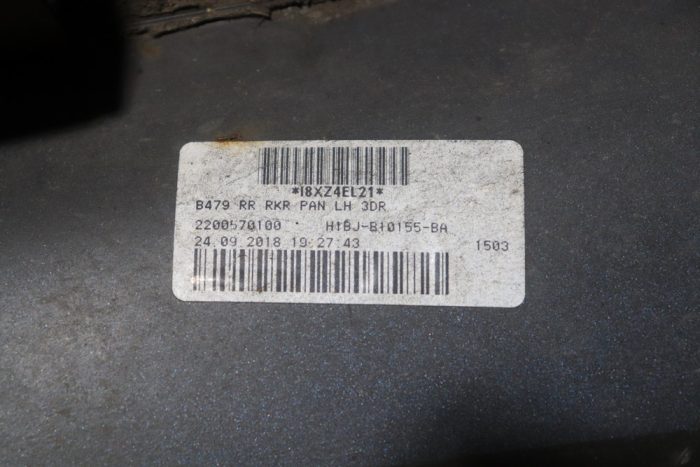 *I8XZ4EL21*
B479 RR RKR PAN LH 3DR
2200570100 H1BJ-B10155-BA
24.09.2018 19:27:43 1503